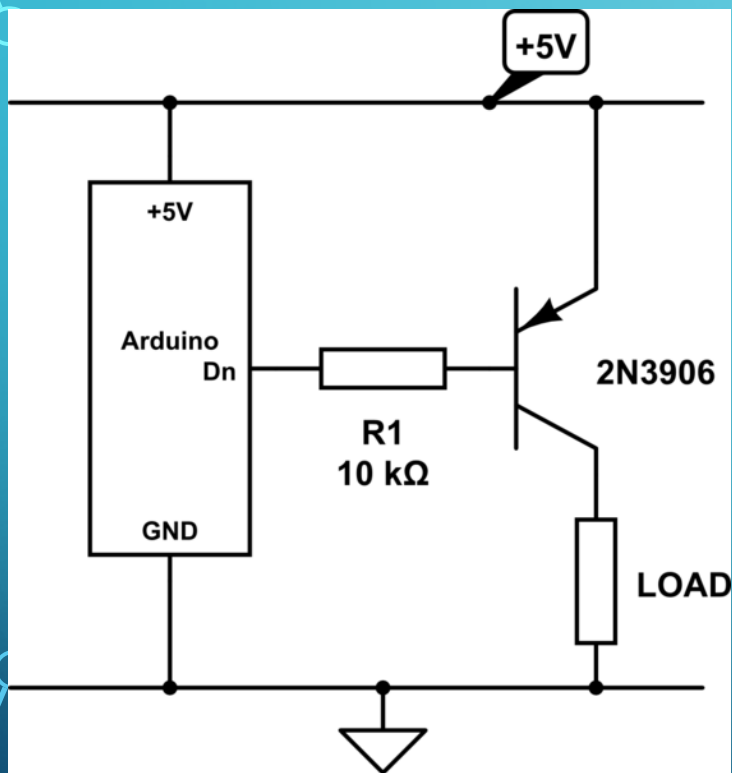 +5V
+5V
Arduino
Dn
2N3906
R1
10 kΩ
GND
LOAD